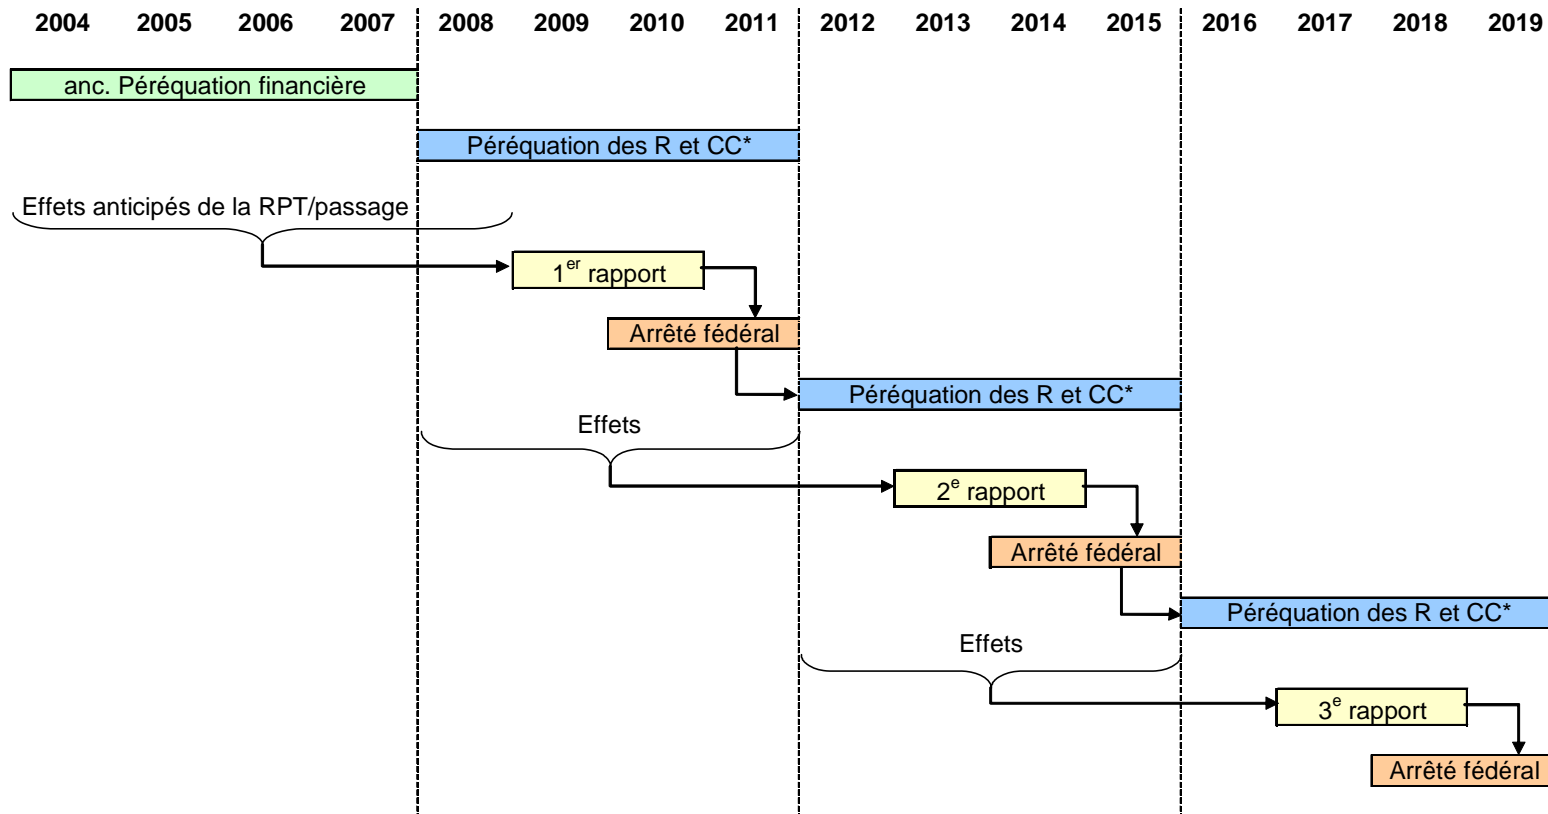 2004 2005 2006 2007 2008 2009 2010 2011 2012 2013 2014 2015 2016 2017 2018 2019
anc. Péréquation financière
Péréquation des R et CC*
Effets anticipés de la RPT/passage
1er rapport
Arrêté fédéral
Péréquation des R et CC*
Effets
2e rapport
Arrêté fédéral
Péréquation des R et CC*
Effets
3e rapport
Arrêté fédéral